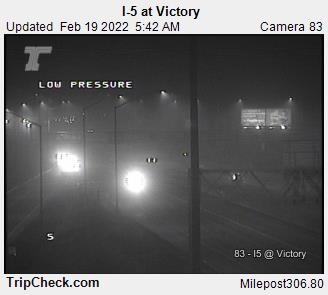 I-5 at Victory
Updated Feb 19 2022 5:42 AM Camera 83
T
LOW PRESSURE
S
83 - I5 @ Victory
TripCheck.com Milepost306.80